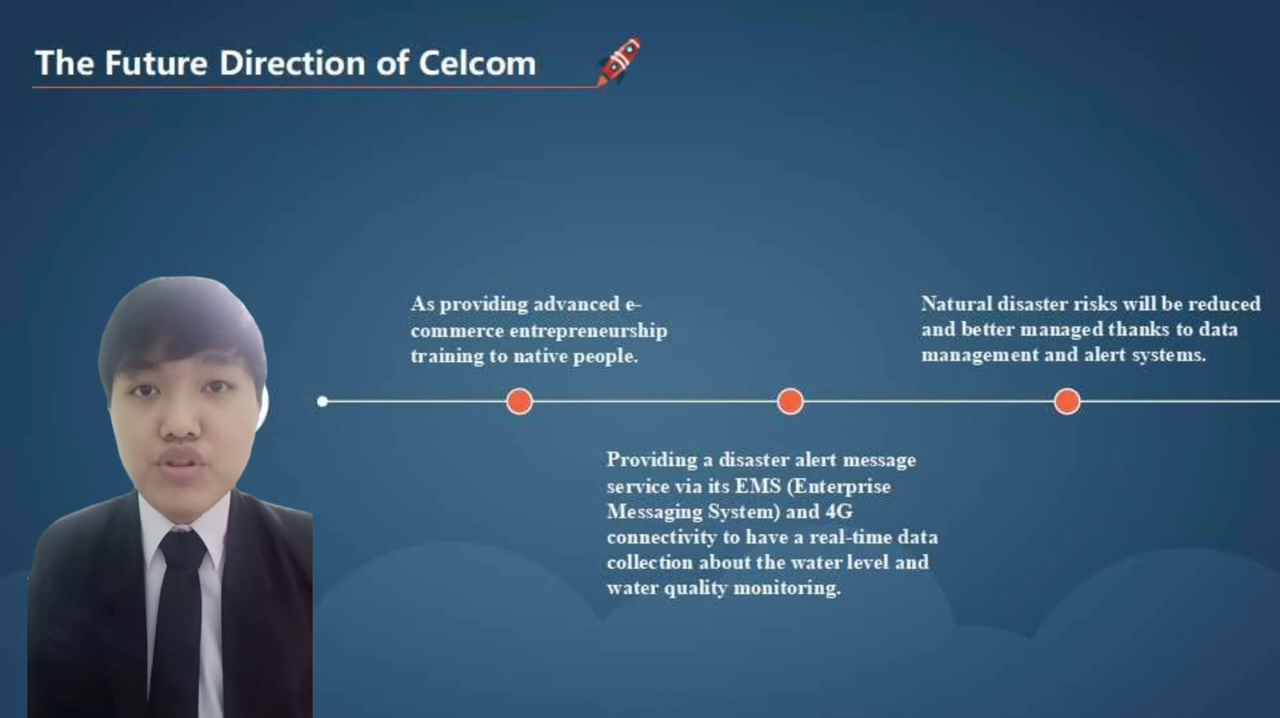 The Future Direction of Celcom
As providing advanced e-
commerce entrepreneurship
training to native people.
Natural disaster risks will be reduced
and better managed thanks to data
management and alert systems.
Providing a disaster alert message
service via its EMS (Enterprise
Messaging System) and 4G
connectivity to have a real-time data
collection about the water level and
water quality monitoring.